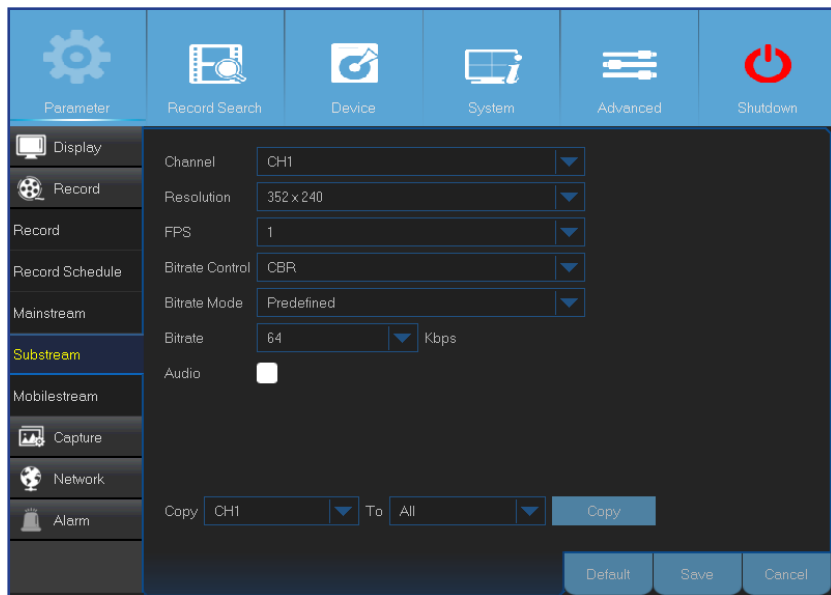 Parameter
Record Search
Device
System
Advanced
Shutdown
Display
Record
Record
Record Schedule
Mainstream
Substream
Mobilestream
Capture
Network
Alarm
Channel CH1
Resolution 352 x 240
FPS 1
Bitrate Control CBR
Bitrate Mode Predefined
Bitrate 64 Kbps
Audio
Copy CH1 To All Copy
Default Save Cancel